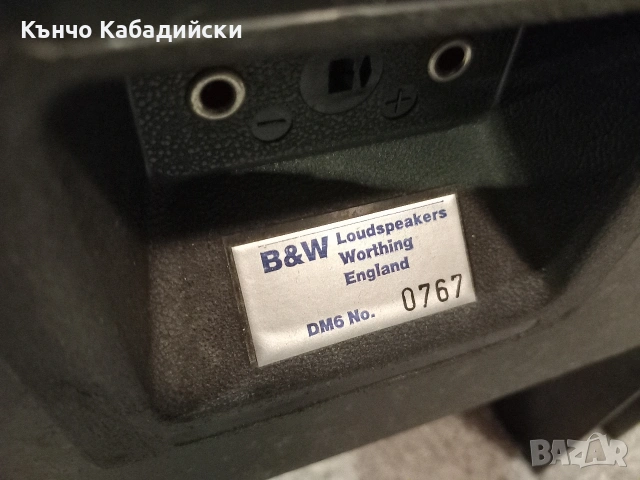 Кънчо Кабадийски
B&W Loudspeakers
Worthing
England
DM6 No. 0767
BAZAR